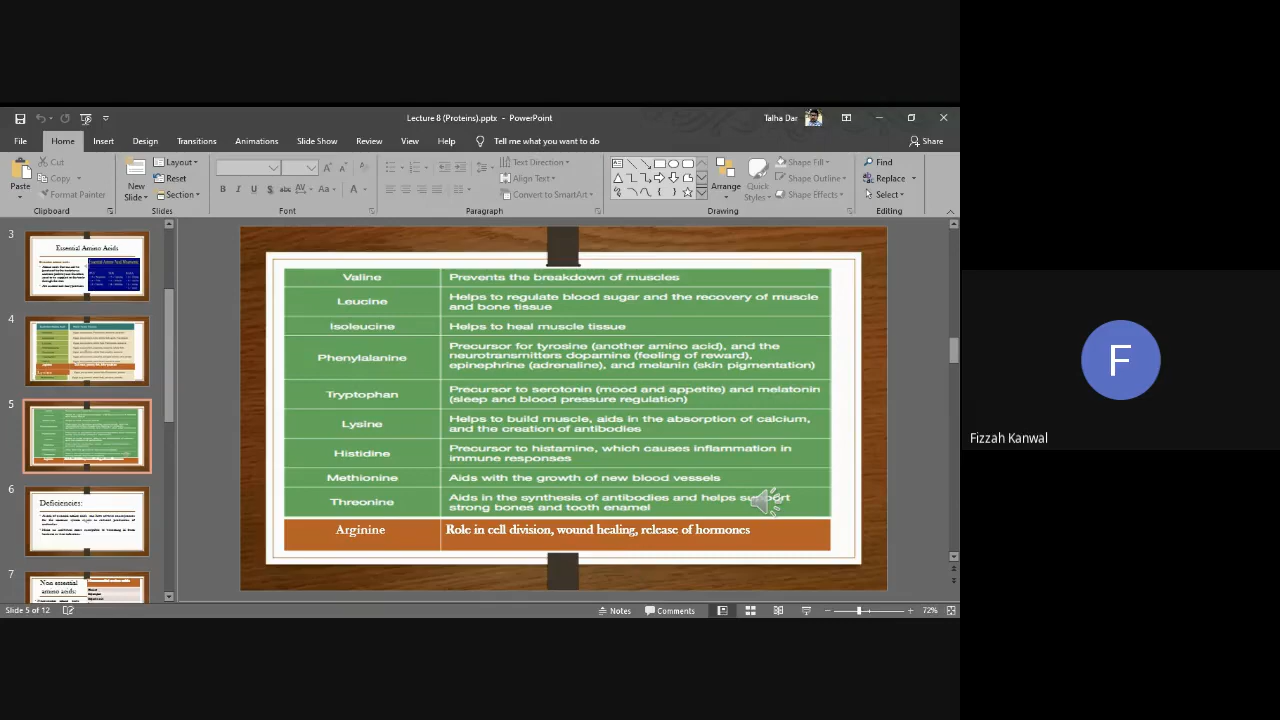 Lecture 8 (Proteins).pptx - PowerPoint
Talha Dar
File Home Insert Design Transitions Animations Slide Show Review View Help Tell me what you want to do
Share
Paste
Cut
Copy
Format Painter
Clipboard
New
Slide
Layout
Reset
Section
Slides
B I U S abc AV Aa A
Font
Text Direction
Align Text
Convert to SmartArt
Paragraph
Arrange
Quick
Styles
Shape Fill
Shape Outline
Shape Effects
Drawing
Find
Replace
Select
Editing
3
Essential Amino Acids
4
5
6
Deficiencies:
7
Non essential
amino acids:
Valine Prevents the breakdown of muscles
Leucine Helps to regulate blood sugar and the recovery of muscle
and bone tissue
Isoleucine Helps to heal muscle tissue
Phenylalanine Precursor for tyrosine (another amino acid), and the
neurotransmitters dopamine (feeling of reward),
epinephrine (adrenaline), and melanin (skin pigmentation)
Tryptophan Precursor to serotonin (mood and appetite) and melatonin
(sleep and blood pressure regulation)
Lysine Helps to build muscle, aids in the absorption of calcium,
and the creation of antibodies
Histidine Precursor to histamine, which causes inflammation in
immune responses
Methionine Aids with the growth of new blood vessels
Threonine Aids in the synthesis of antibodies and helps support
strong bones and tooth enamel
Arginine Role in cell division, wound healing, release of hormones
Slide 5 of 12
Notes Comments 72%
F
Fizzah Kanwal